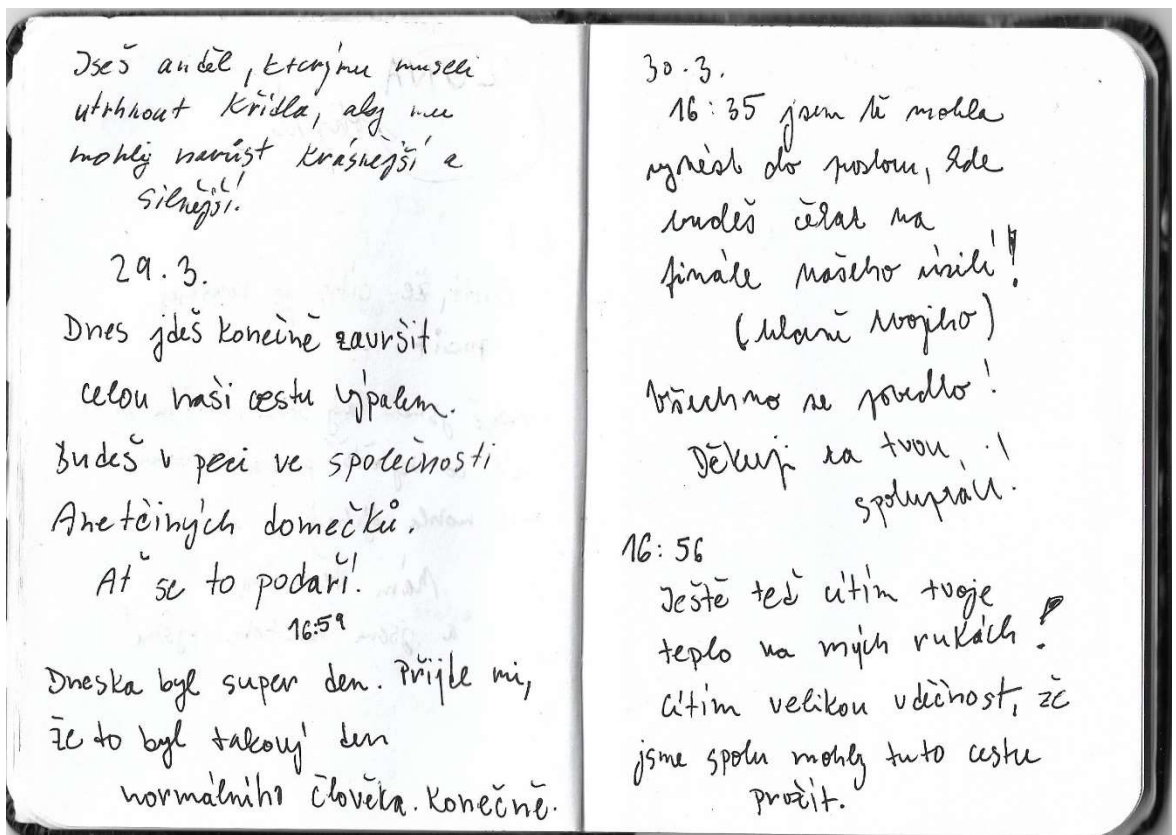 Jseš anděl, kterýmu museli
utrhnout křídla, aby mu
mohly narůst krásnější a
silnější!
29.3.
Dnes jdeš konečně završit
celou naši cestu výpalem.
Budeš v peci ve společnosti
Anetčiných domečků.
Ať se to podaří!
16:59
Dneska byl super den. Přijde mi,
že to byl takový den
normálního člověka. Konečně.
30.3.
16:35 jsem tě mohla
vynést do prostoru, kde
budeš čekat na
finále našeho úsilí!
(hlavně tvojeho)
Všechno se povedlo!
Děkuji za tvou
spolupráci!
16:56
Ještě teď cítím tvoje
teplo na mých rukách!
Cítím velikou vděčnost, že
jsme spolu mohly tuto cestu
prožít.